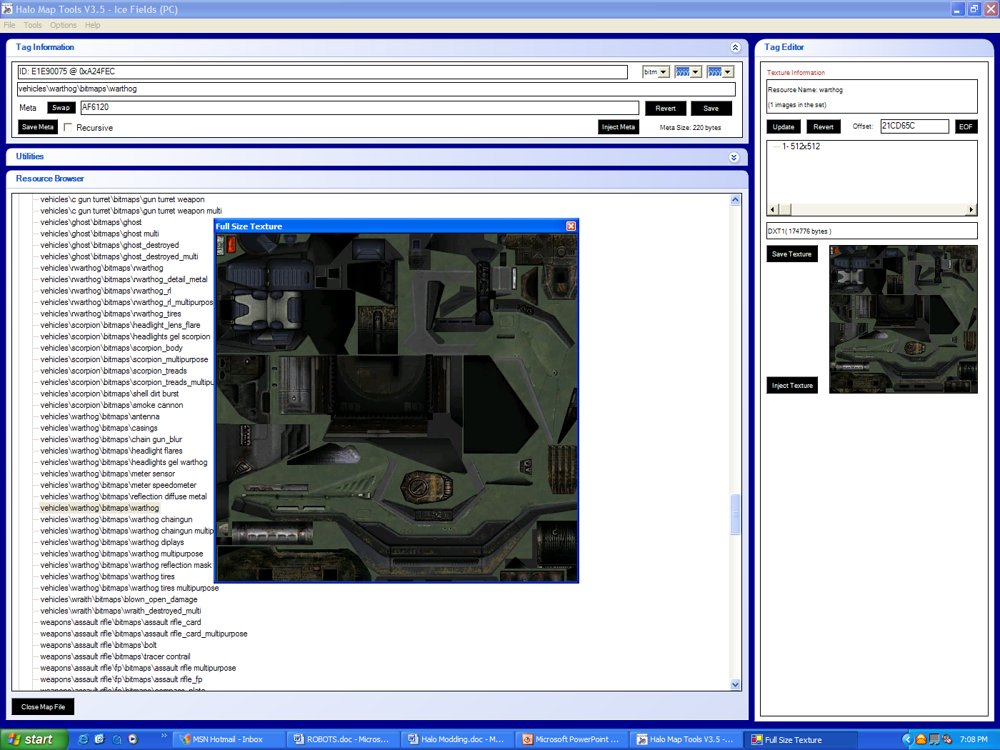 Halo Map Tools V3.5 - Ice Fields (PC)
File Tools Options Help
Tag Information
ID: E1E90075 @ 0xA24FEC
bitm
ÿÿÿÿ
ÿÿÿÿ
vehicles\warthog\bitmaps\warthog
Meta Swap AF6120 Revert Save
Save Meta Recursive Inject Meta Meta Size: 220 bytes
Utilities
Resource Browser
vehicles\c gun turret\bitmaps\gun turret weapon
vehicles\c gun turret\bitmaps\gun turret weapon multi
vehicles\ghost\bitmaps\ghost
vehicles\ghost\bitmaps\ghost multi
vehicles\ghost\bitmaps\ghost_destroyed
vehicles\ghost\bitmaps\ghost_destroyed_multi
vehicles\rwarthog\bitmaps\rwarthog
vehicles\rwarthog\bitmaps\rwarthog_detail_metal
vehicles\rwarthog\bitmaps\rwarthog_rl
vehicles\rwarthog\bitmaps\rwarthog_rl_multipurpos
vehicles\rwarthog\bitmaps\rwarthog_tires
vehicles\scorpion\bitmaps\headlight_lens_flare
vehicles\scorpion\bitmaps\headlights gel scorpion
vehicles\scorpion\bitmaps\scorpion_body
vehicles\scorpion\bitmaps\scorpion_multipurpose
vehicles\scorpion\bitmaps\scorpion_treads
vehicles\scorpion\bitmaps\scorpion_treads_multipu
vehicles\scorpion\bitmaps\shell dirt burst
vehicles\scorpion\bitmaps\smoke cannon
vehicles\warthog\bitmaps\antenna
vehicles\warthog\bitmaps\casings
vehicles\warthog\bitmaps\chain gun_blur
vehicles\warthog\bitmaps\headlight flares
vehicles\warthog\bitmaps\headlights gel warthog
vehicles\warthog\bitmaps\meter sensor
vehicles\warthog\bitmaps\meter speedometer
vehicles\warthog\bitmaps\reflection diffuse metal
vehicles\warthog\bitmaps\warthog
vehicles\warthog\bitmaps\warthog chaingun
vehicles\warthog\bitmaps\warthog chaingun multip
vehicles\warthog\bitmaps\warthog diplays
vehicles\warthog\bitmaps\warthog multipurpose
vehicles\warthog\bitmaps\warthog reflection mask
vehicles\warthog\bitmaps\warthog tires
vehicles\warthog\bitmaps\warthog tires multipurpose
vehicles\wraith\bitmaps\blown_open_damage
vehicles\wraith\bitmaps\wraith_destroyed_multi
weapons\assault rifle\bitmaps\assault rifle_card
weapons\assault rifle\bitmaps\assault rifle_card_multipurpose
weapons\assault rifle\bitmaps\bolt
weapons\assault rifle\bitmaps\tracer contrail
weapons\assault rifle\fp\bitmaps\assault rifle multipurpose
weapons\assault rifle\fp\bitmaps\assault rifle_fp
weapons\assault rifle\fp\bitmaps\compass_plate
Full Size Texture
Close Map File
Tag Editor
Texture Information
Resource Name: warthog
(1 images in the set)
Update Revert Offset: 21CD65C EOF
1- 512x512
DXT1( 174776 bytes )
Save Texture
Inject Texture
start
MSN Hotmail - Inbox
ROBOTS.doc - Micros...
Halo Modding.doc - M...
Microsoft PowerPoint ...
Halo Map Tools V3.5 -...
Full Size Texture
7:08 PM